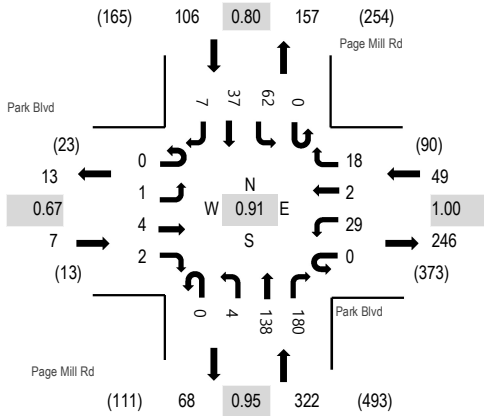 (165) 106 0.80 157 (254)
Page Mill Rd
Park Blvd
7 37 62 0
(23) (90)
13 0 18 49
1 N 2
0.67 W 0.91 E 1.00
4 S 29
7 2 0 246
(13) (373)
0 4 138 180
Park Blvd
Page Mill Rd
(111) 68 0.95 322 (493)